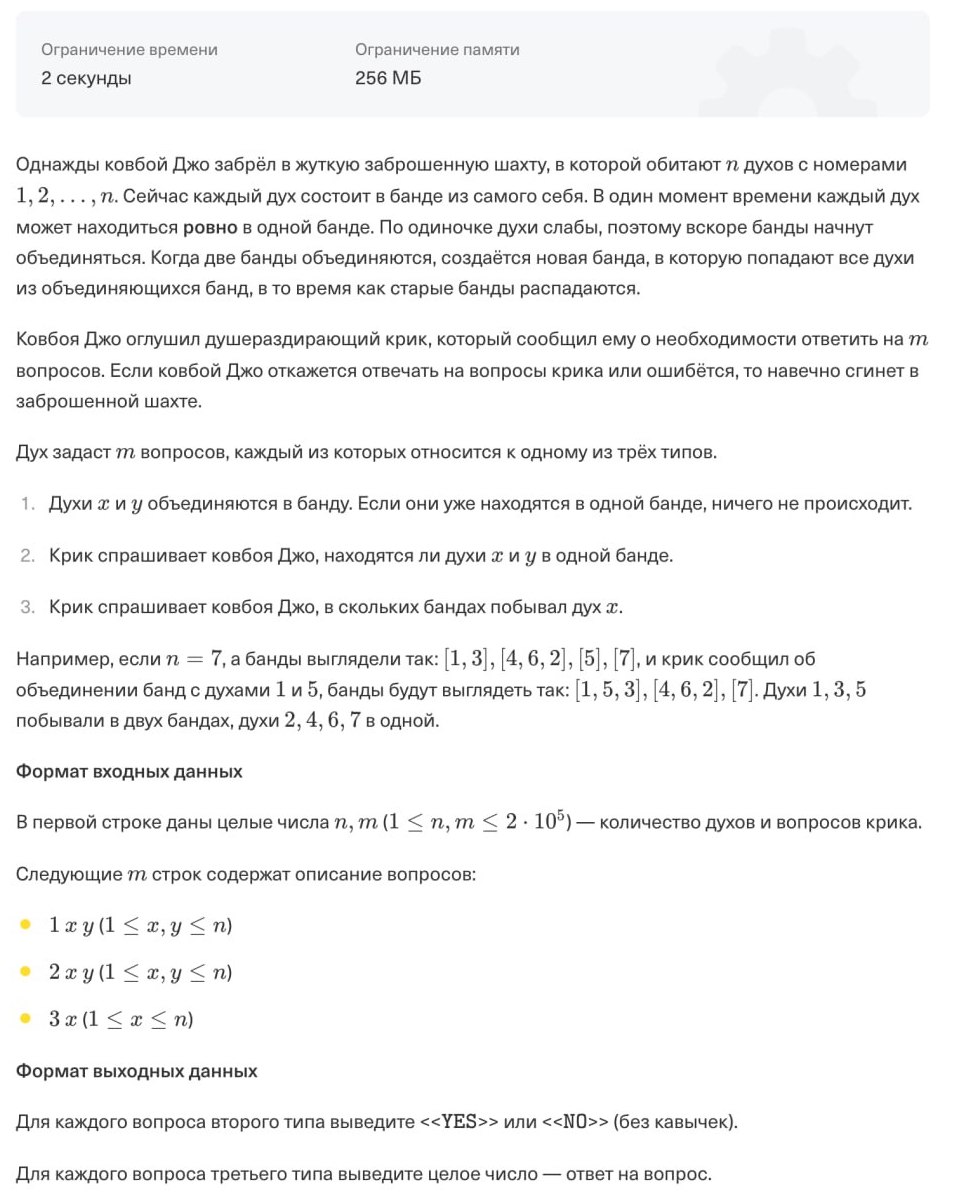 Ограничение времени
Ограничение памяти
2 секунды
256 МБ
Однажды ковбой Джо забрёл в жуткую заброшенную шахту, в которой обитают n духов с номерами
1, 2, . . . , n. Сейчас каждый дух состоит в банде из самого себя. В один момент времени каждый дух
может находиться ровно в одной банде. По одиночке духи слабы, поэтому вскоре банды начнут
объединяться. Когда две банды объединяются, создаётся новая банда, в которую попадают все духи
из объединяющихся банд, в то время как старые банды распадаются.
Ковбоя Джо оглушил душераздирающий крик, который сообщил ему о необходимости ответить на m
вопросов. Если ковбой Джо откажется отвечать на вопросы крика или ошибётся, то навечно сгинет в
заброшенной шахте.
Дух задаст m вопросов, каждый из которых относится к одному из трёх типов.
1. Духи x и y объединяются в банду. Если они уже находятся в одной банде, ничего не происходит.
2. Крик спрашивает ковбоя Джо, находятся ли духи x и y в одной банде.
3. Крик спрашивает ковбоя Джо, в скольких бандах побывал дух x.
Например, если n = 7, а банды выглядели так: [1, 3], [4, 6, 2], [5], [7], и крик сообщил об
объединении банд с духами 1 и 5, банды будут выглядеть так: [1, 5, 3], [4, 6, 2], [7]. Духи 1, 3, 5
побывали в двух бандах, духи 2, 4, 6, 7 в одной.
Формат входных данных
В первой строке даны целые числа n, m (1 ≤ n, m ≤ 2 · 10⁵) — количество духов и вопросов крика.
Следующие m строк содержат описание вопросов:
1 x y (1 ≤ x, y ≤ n)
2 x y (1 ≤ x, y ≤ n)
3 x (1 ≤ x ≤ n)
Формат выходных данных
Для каждого вопроса второго типа выведите <<YES>> или <<NO>> (без кавычек).
Для каждого вопроса третьего типа выведите целое число — ответ на вопрос.